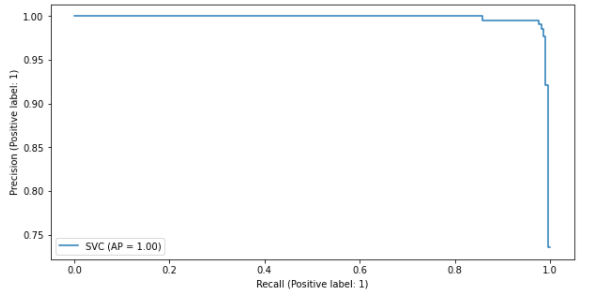 1.00
0.95
0.90
0.85
0.80
0.75
Precision (Positive label: 1)
SVC (AP = 1.00)
0.0 0.2 0.4 0.6 0.8 1.0
Recall (Positive label: 1)